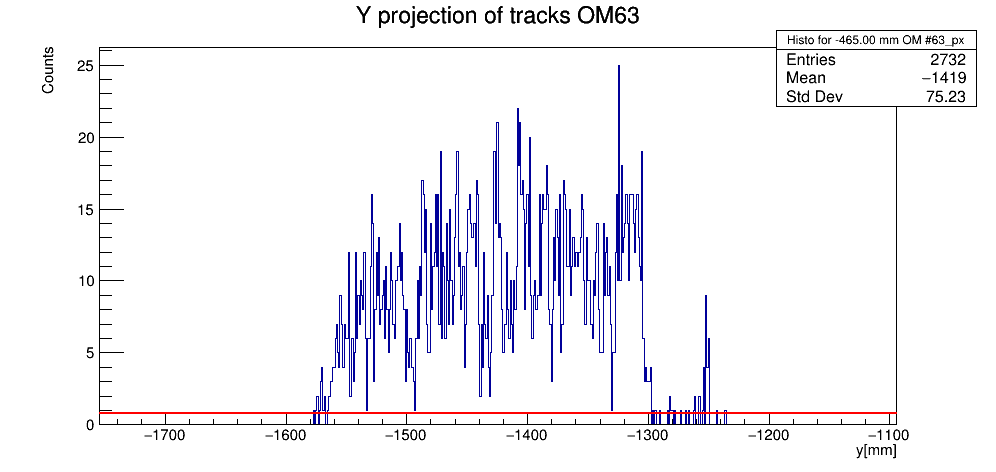 Y projection of tracks OM63
Histo for -465.00 mm OM #63_px
Entries 2732
Mean −1419
Std Dev 75.23
Counts
25
20
15
10
5
0
−1700 −1600 −1500 −1400 −1300 −1200 −1100
y[mm]